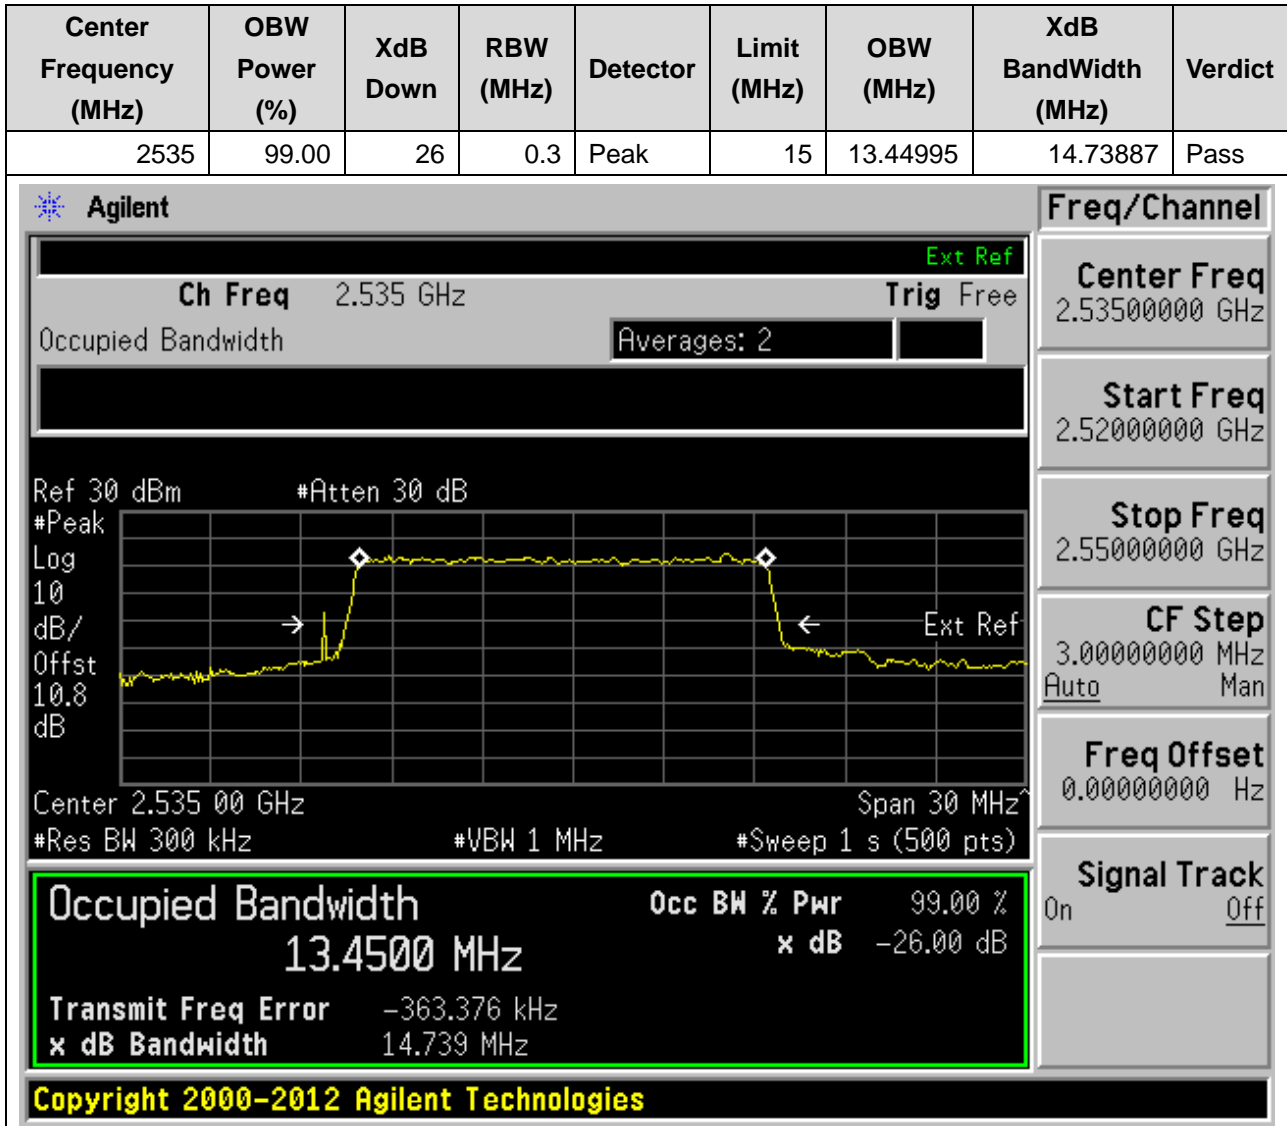 Center Frequency (MHz) OBW Power (%) XdB Down RBW (MHz) Detector Limit (MHz) OBW (MHz) XdB BandWidth (MHz) Verdict
2535 99.00 26 0.3 Peak 15 13.44995 14.73887 Pass
Agilent
Freq/Channel
Ext Ref
Ch Freq 2.535 GHz Trig Free
Occupied Bandwidth Averages: 2
Center Freq
2.53500000 GHz
Start Freq
2.52000000 GHz
Stop Freq
2.55000000 GHz
CF Step
3.00000000 MHz
Auto Man
Freq Offset
0.00000000 Hz
Signal Track
On Off
Ref 30 dBm #Atten 30 dB
#Peak
Log
10
dB/
Offst
10.8
dB
Ext Ref
Center 2.535 00 GHz Span 30 MHz^
#Res BW 300 kHz #VBW 1 MHz #Sweep 1 s (500 pts)
Occupied Bandwidth Occ BW % Pwr 99.00 %
13.4500 MHz x dB -26.00 dB
Transmit Freq Error -363.376 kHz
x dB Bandwidth 14.739 MHz
Copyright 2000-2012 Agilent Technologies